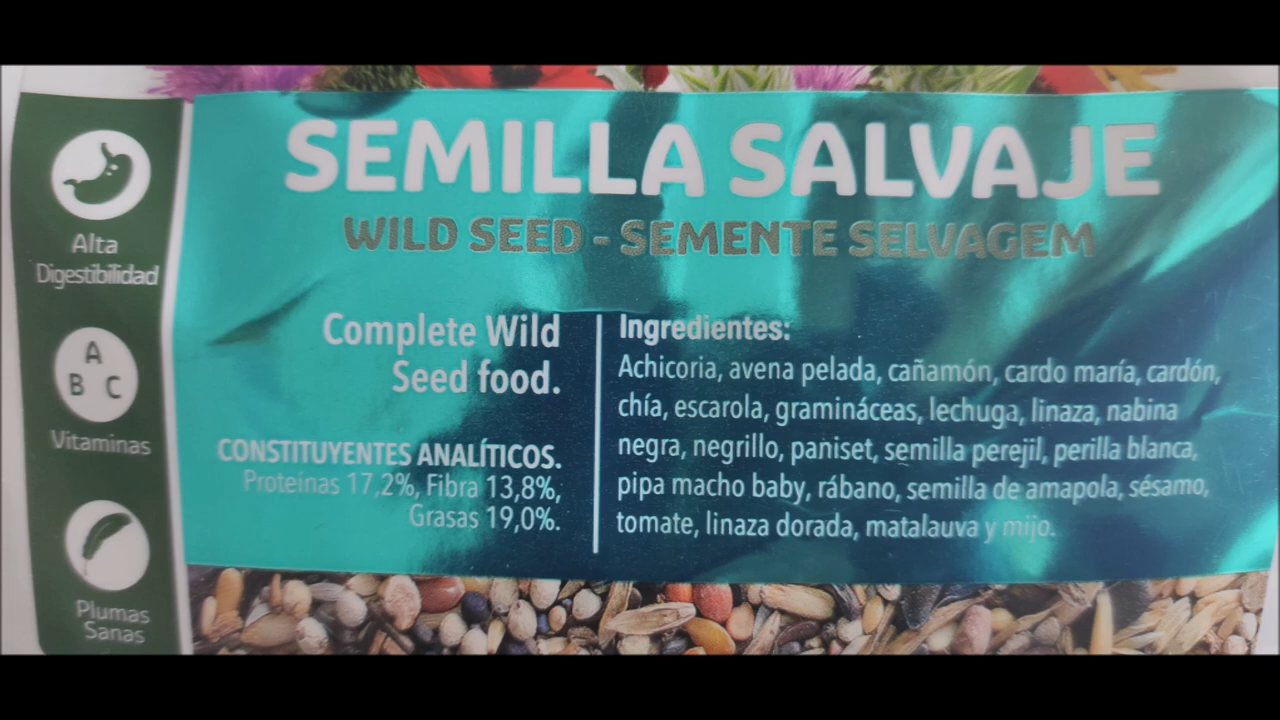 SEMILLA SALVAJE
WILD SEED - SEMENTE SELVAGEM
Alta
Digestibilidad
A
B C
Vitaminas
Plumas
Sanas
Complete Wild
Seed food.
CONSTITUYENTES ANALÍTICOS.
Proteínas 17,2%, Fibra 13,8%,
Grasas 19,0%.
Ingredientes:
Achicoria, avena pelada, cañamón, cardo maría, cardón,
chía, escarola, gramináceas, lechuga, linaza, nabina
negra, negrillo, paniset, semilla perejil, perilla blanca,
pipa macho baby, rábano, semilla de amapola, sésamo,
tomate, linaza dorada, matalauva y mijo.